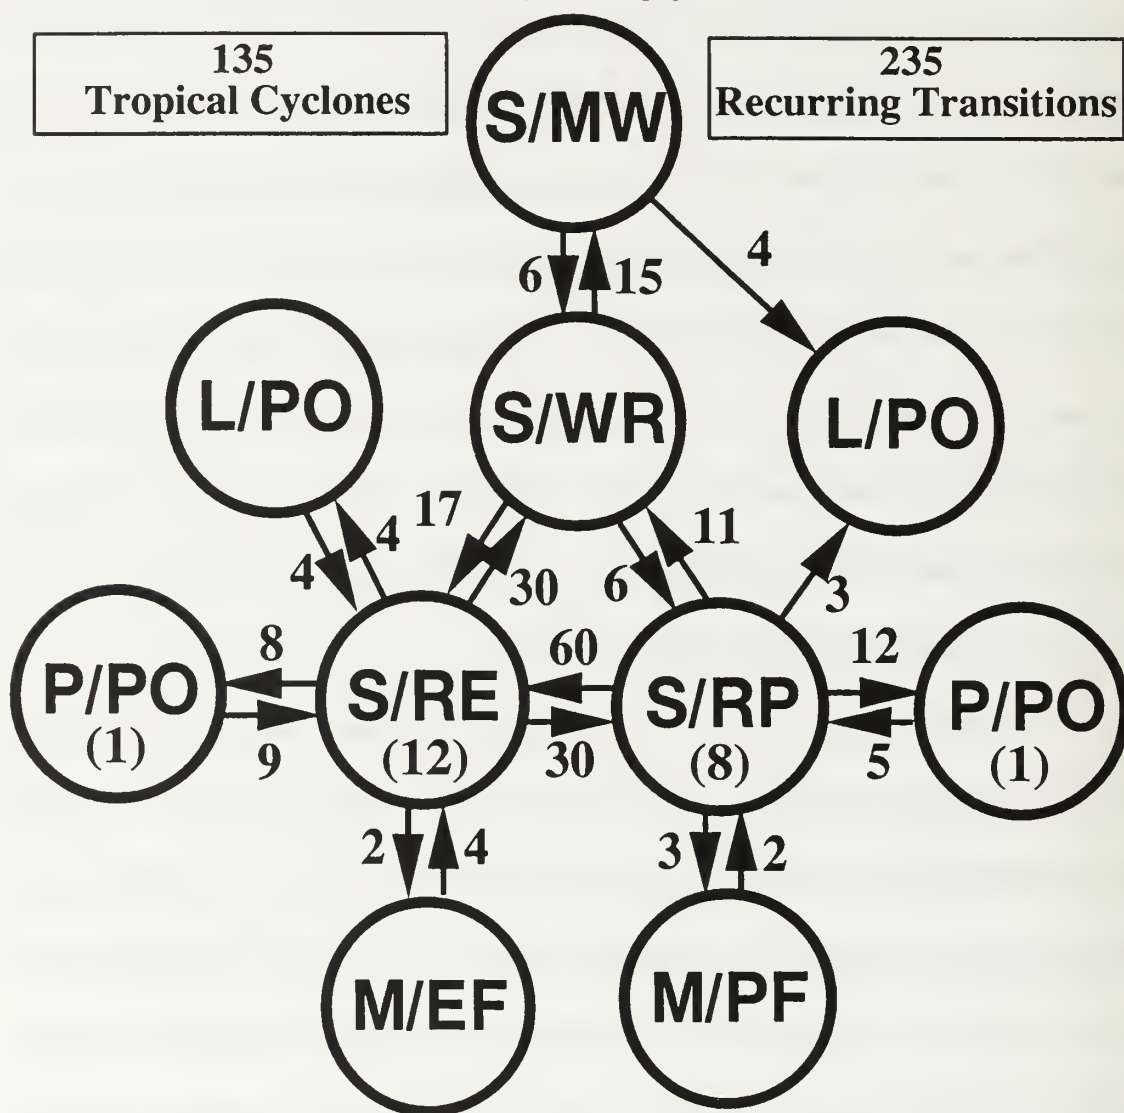 135
Tropical Cyclones
235
Recurring Transitions
S/MW
6
15
4
L/PO
S/WR
L/PO
17
30
11
6
4
4
3
P/PO
(1)
8
9
S/RE
(12)
60
30
S/RP
(8)
12
5
P/PO
(1)
2
4
3
2
M/EF
M/PF